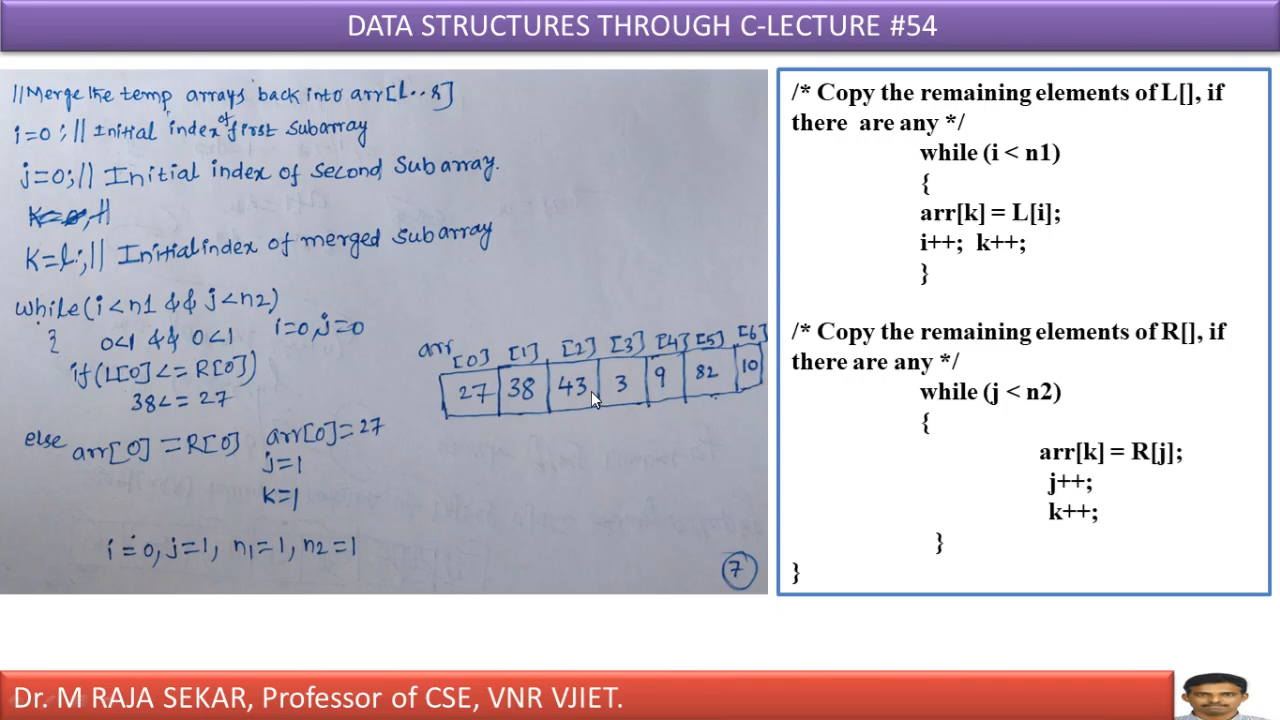 DATA STRUCTURES THROUGH C-LECTURE #54
//Merge the temp arrays back into arr[l..r]
i=0; // Initial index of first subarray
j=0; // Initial index of second subarray.
K=0; //
K=l; // Initial index of merged subarray
while(i<n1 && j<n2)
{ 0<1 && 0<1 i=0, j=0
if(L[0]<=R[0])
38<=27
else arr[0]=R[0] arr[0]=27
j=1
K=1
i=0, j=1, n1=1, n2=1
arr [0] [1] [2] [3] [4] [5] [6]
27 38 43 3 9 82 10
7
/* Copy the remaining elements of L[], if
there are any */
while (i < n1)
{
arr[k] = L[i];
i++; k++;
}
/* Copy the remaining elements of R[], if
there are any */
while (j < n2)
{
arr[k] = R[j];
j++;
k++;
}
}
Dr. M RAJA SEKAR, Professor of CSE, VNR VJIET.